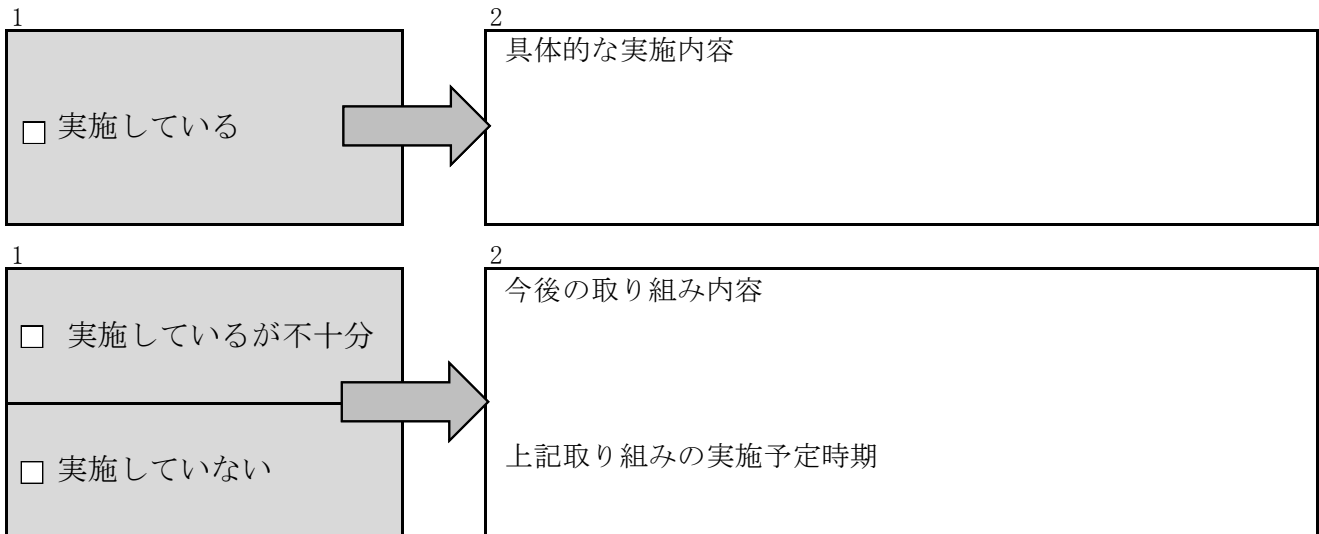 1
2
具体的な実施内容
□ 実施している
1
2
今後の取り組み内容
□ 実施しているが不十分
上記取り組みの実施予定時期
□ 実施していない